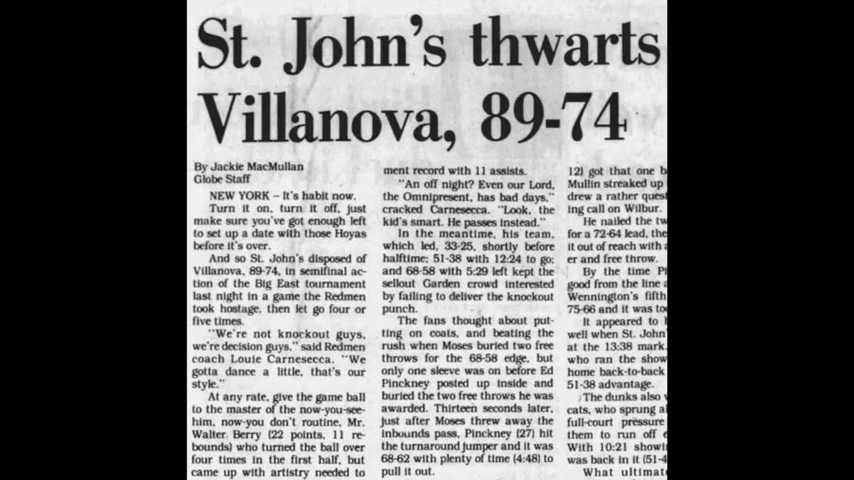 St. John's thwarts
Villanova, 89-74
By Jackie MacMullan
Globe Staff
NEW YORK – It's habit now.
Turn it on, turn it off, just
make sure you've got enough left
to set up a date with those Hoyas
before it's over.
And so St. John's disposed of
Villanova, 89-74, in semifinal ac-
tion of the Big East tournament
last night in a game the Redmen
took hostage, then let go four or
five times.
"We're not knockout guys,
we're decision guys," said Redmen
coach Louie Carnesecca. "We
gotta dance a little, that's our
style."
At any rate, give the game ball
to the master of the now-you-see-
him, now-you don't routine, Mr.
Walter Berry (22 points, 11 re-
bounds) who turned the ball over
four times in the first half, but
came up with artistry needed to
ment record with 11 assists.
"An off night? Even our Lord,
the Omnipresent, has bad days,"
cracked Carnesecca. "Look, the
kid's smart. He passes instead."
In the meantime, his team,
which led, 33-25, shortly before
halftime; 51-38 with 12:24 to go;
and 68-58 with 5:29 left kept the
sellout Garden crowd interested
by failing to deliver the knockout
punch.
The fans thought about put-
ting on coats, and beating the
rush when Moses buried two free
throws for the 68-58 edge, but
only one sleeve was on before Ed
Pinckney posted up inside and
buried the two free throws he was
awarded. Thirteen seconds later,
just after Moses threw away the
inbounds pass, Pinckney (27) hit
the turnaround jumper and it was
68-62 with plenty of time (4:48) to
pull it out.
12) got that one b
Mullin streaked up
drew a rather quest
ing call on Wilbur.
He nailed the tw
for a 72-64 lead, the
it out of reach with
er and free throw.
By the time Pi
good from the line
Wennington's fifth
75-66 and it was too
It appeared to
well when St. John'
at the 13:38 mark.
who ran the show
home back-to-back
51-38 advantage.
The dunks also
cats, who sprung a
full-court pressure
them to run off
With 10:21 showi
was back in it (51-4
What ultimat